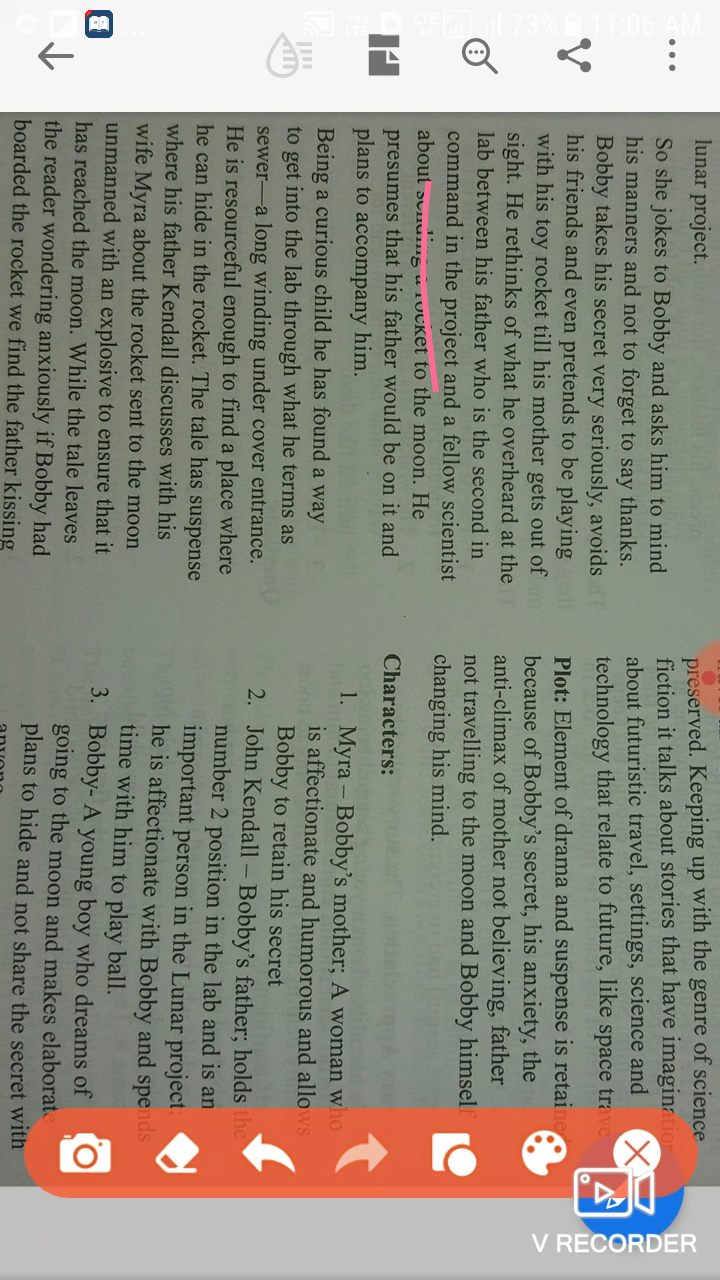 LTE 73% 11:06 AM
lunar project.
So she jokes to Bobby and asks him to mind
his manners and not to forget to say thanks.
Bobby takes his secret very seriously, avoids
his friends and even pretends to be playing
with his toy rocket till his mother gets out of
sight. He rethinks of what he overheard at the
lab between his father who is the second in
command in the project and a fellow scientist
about sending a rocket to the moon. He
presumes that his father would be on it and
plans to accompany him.
Being a curious child he has found a way
to get into the lab through what he terms as
sewer—a long winding under cover entrance.
He is resourceful enough to find a place where
he can hide in the rocket. The tale has suspense
where his father Kendall discusses with his
wife Myra about the rocket sent to the moon
unmanned with an explosive to ensure that it
has reached the moon. While the tale leaves
the reader wondering anxiously if Bobby had
boarded the rocket we find the father kissing
preserved. Keeping up with the genre of science
fiction it talks about stories that have imagination
about futuristic travel, settings, science and
technology that relate to future, like space trave
Plot: Element of drama and suspense is retained
because of Bobby's secret, his anxiety, the
anti-climax of mother not believing, father
not travelling to the moon and Bobby himself
changing his mind.
Characters:
1. Myra – Bobby's mother; A woman who
is affectionate and humorous and allows
Bobby to retain his secret
2. John Kendall – Bobby's father; holds the
number 2 position in the lab and is an
important person in the Lunar project;
he is affectionate with Bobby and spends
time with him to play ball.
3. Bobby- A young boy who dreams of
going to the moon and makes elaborate
plans to hide and not share the secret with
V RECORDER